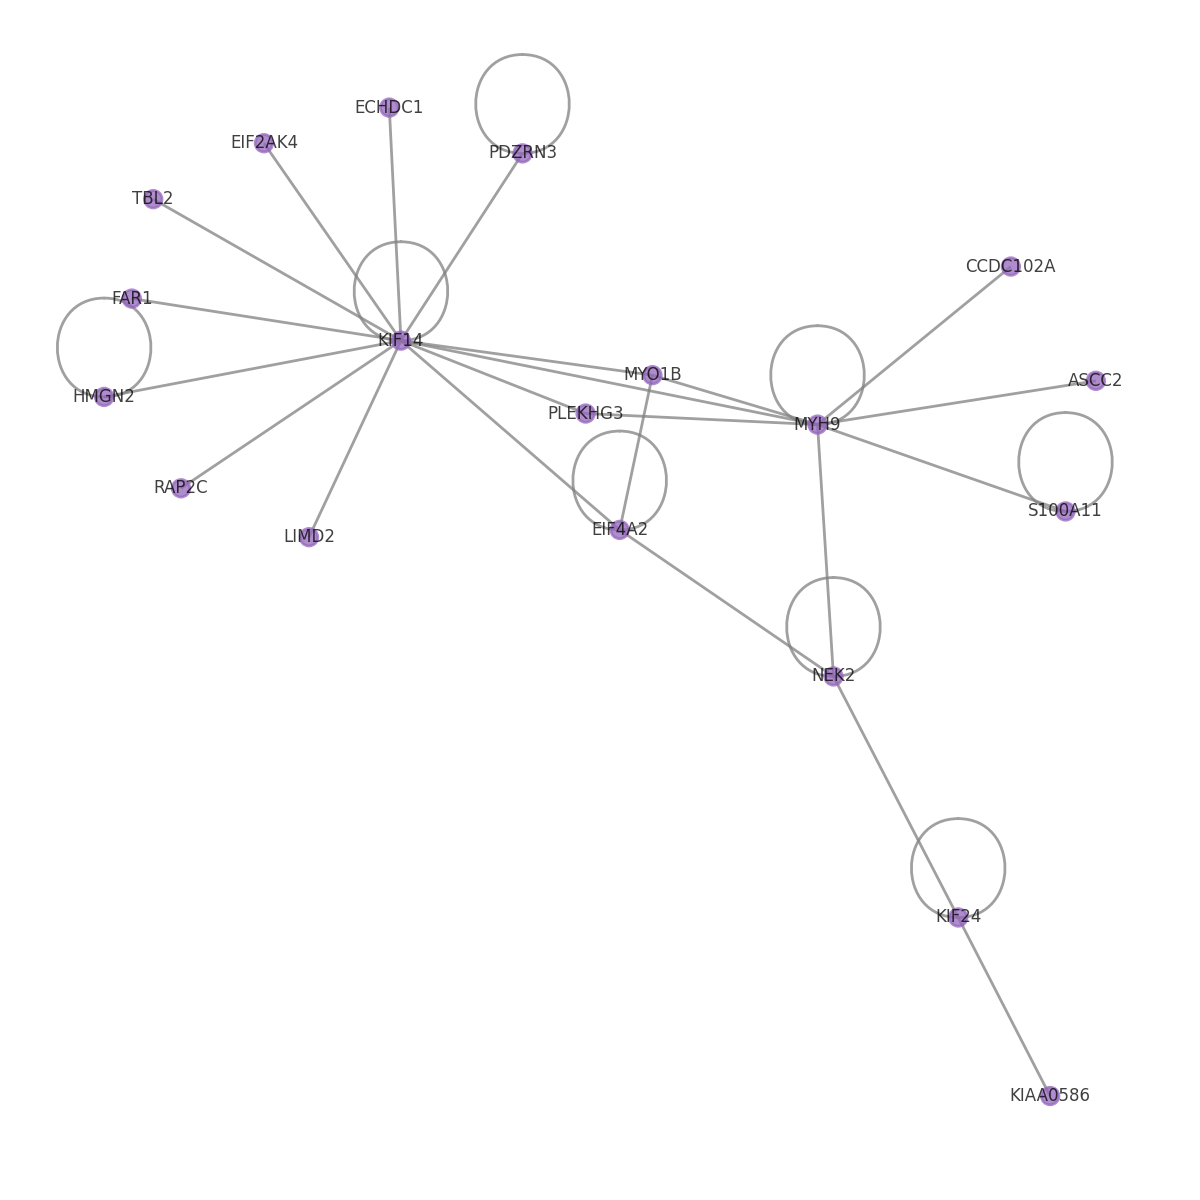 ECHDC1
EIF2AK4
PDZRN3
TBL2
CCDC102A
FAR1
KIF14
MYO1B
ASCC2
HMGN2
PLEKHG3
MYH9
RAP2C
S100A11
EIF4A2
LIMD2
NEK2
KIF24
KIAA0586